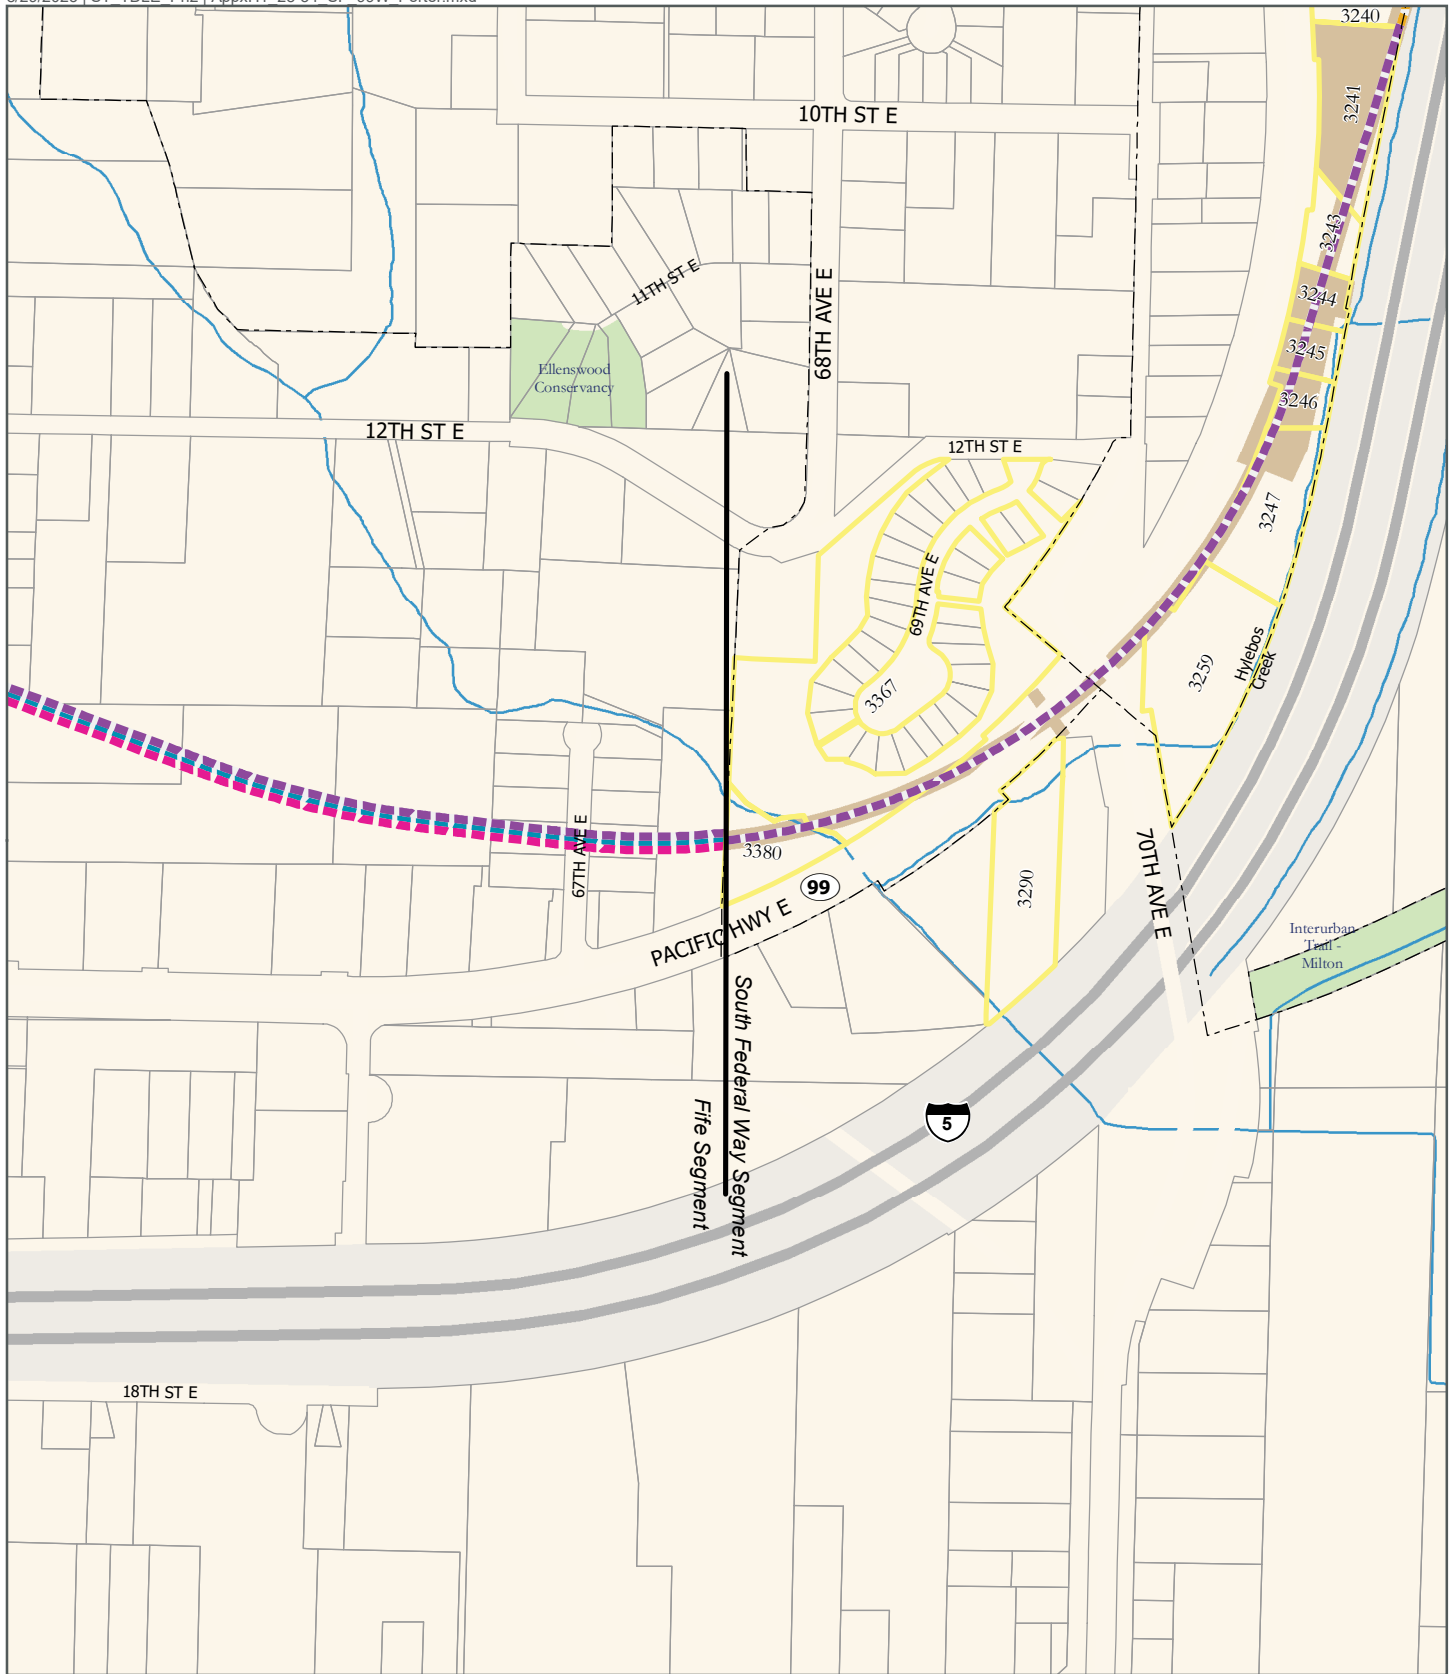 3240
3241
10TH ST E
3243
11TH ST E
68TH AVE E
3244
3245
Ellenswood
Conservancy
3246
12TH ST E
12TH ST E
3247
69TH AVE E
Hylebos
Creek
3259
3367
67TH AVE E
3380
99
3290
70TH AVE E
PACIFIC HWY E
Interurban
Trail -
Milton
South Federal Way Segment
Fife Segment
5
18TH ST E